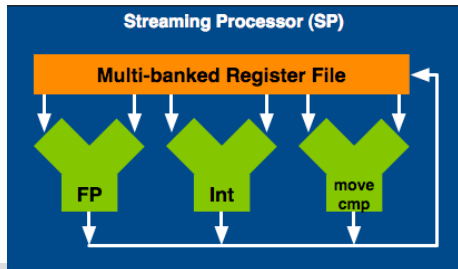 Streaming Processor (SP)
Multi-banked Register File
FP
Int
move
cmp